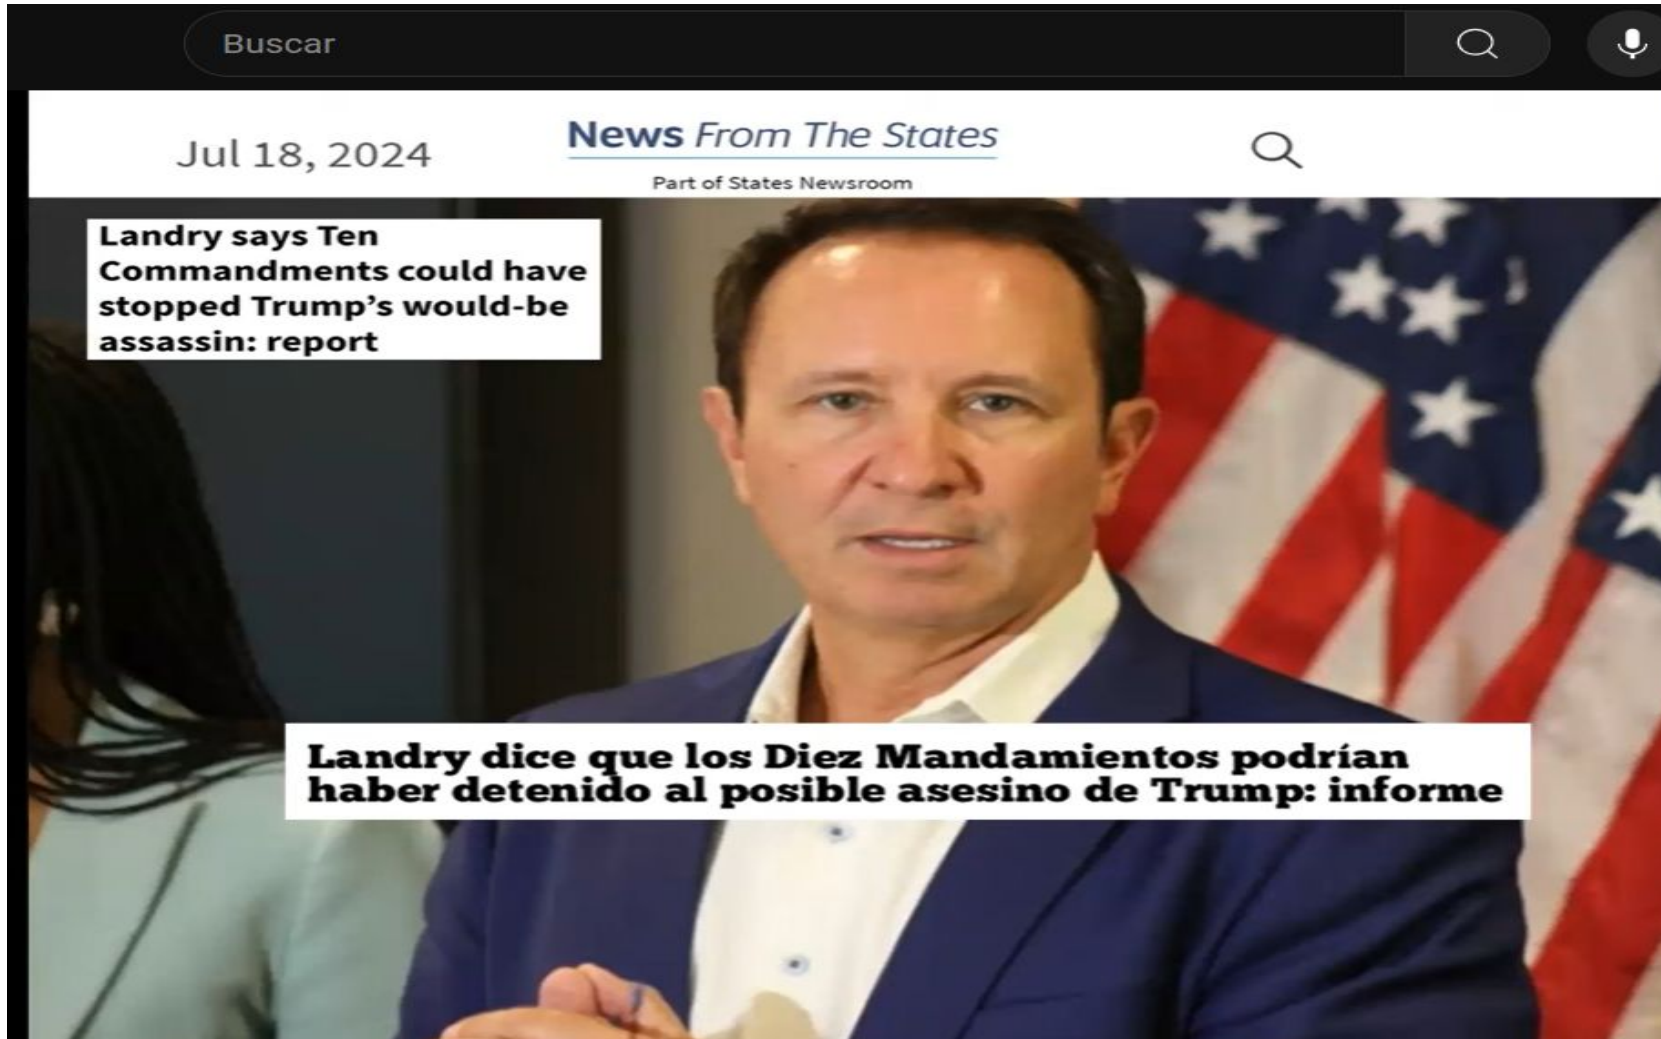 Buscar
Jul 18, 2024
News From The States
Part of States Newsroom
Landry says Ten
Commandments could have
stopped Trump’s would-be
assassin: report
Landry dice que los Diez Mandamientos podrían
haber detenido al posible asesino de Trump: informe